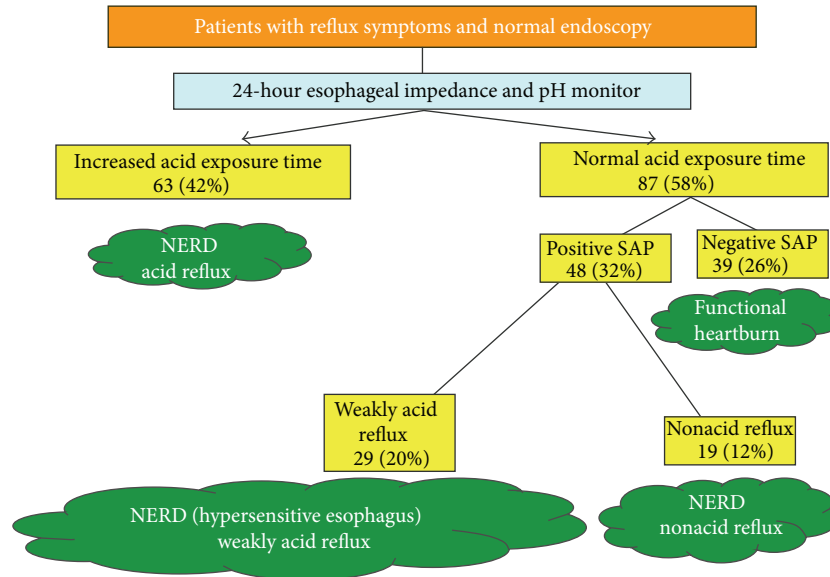 Patients with reflux symptoms and normal endoscopy
24-hour esophageal impedance and pH monitor
Increased acid exposure time
63 (42%)
Normal acid exposure time
87 (58%)
NERD
acid reflux
Positive SAP
48 (32%)
Negative SAP
39 (26%)
Functional
heartburn
Weakly acid
reflux
29 (20%)
Nonacid reflux
19 (12%)
NERD (hypersensitive esophagus)
weakly acid reflux
NERD
nonacid reflux